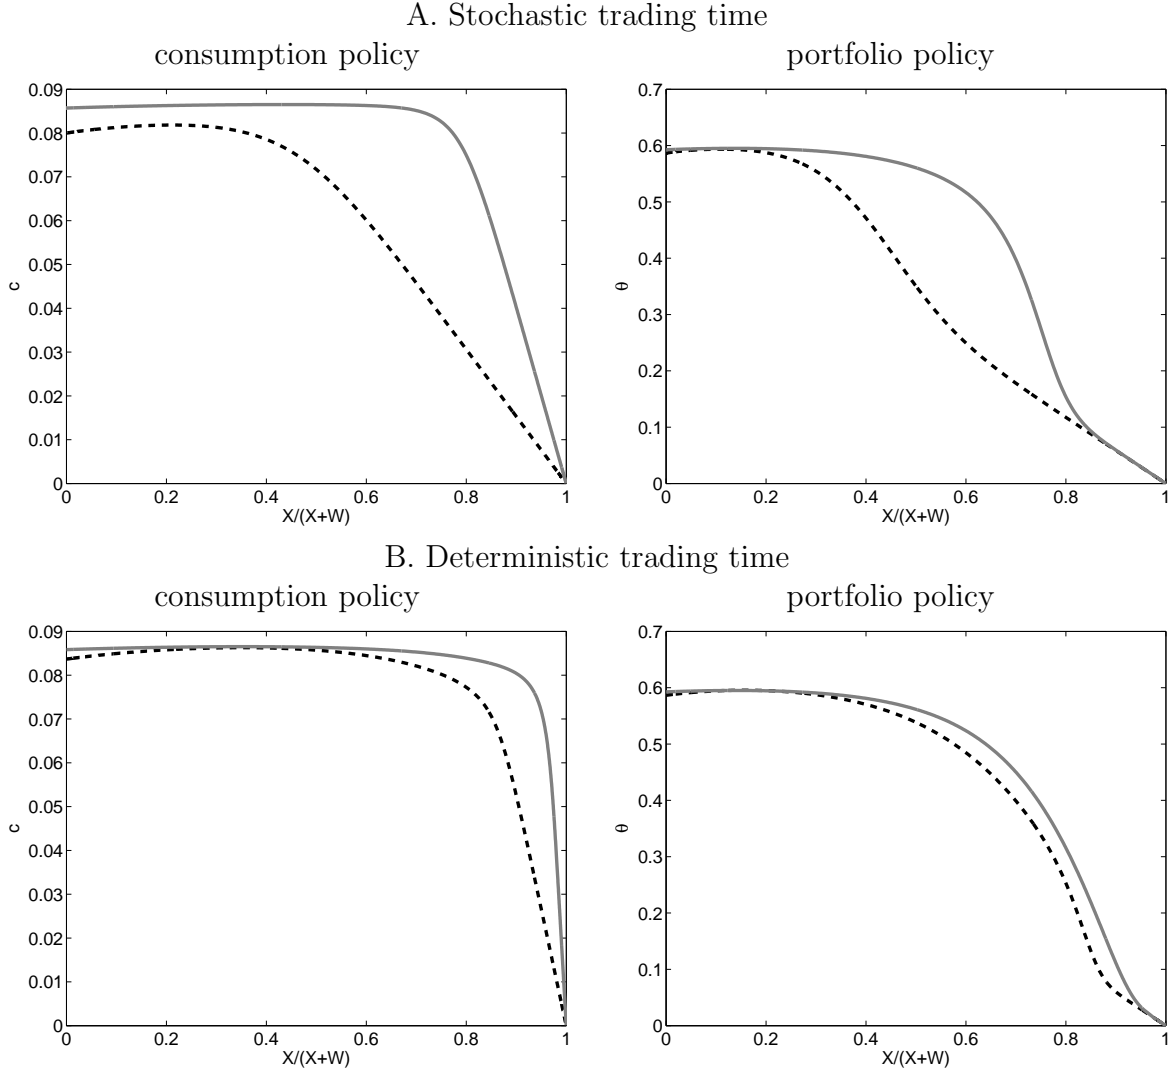 A. Stochastic trading time
consumption policy
portfolio policy
0.09
0.08
0.07
0.06
0.05
0.04
0.03
0.02
0.01
0
c
0 0.2 0.4 0.6 0.8 1
X/(X+W)
0.7
0.6
0.5
0.4
0.3
0.2
0.1
0
θ
0 0.2 0.4 0.6 0.8 1
X/(X+W)
B. Deterministic trading time
consumption policy
portfolio policy
0.09
0.08
0.07
0.06
0.05
0.04
0.03
0.02
0.01
0
c
0 0.2 0.4 0.6 0.8 1
X/(X+W)
0.7
0.6
0.5
0.4
0.3
0.2
0.1
0
θ
0 0.2 0.4 0.6 0.8 1
X/(X+W)